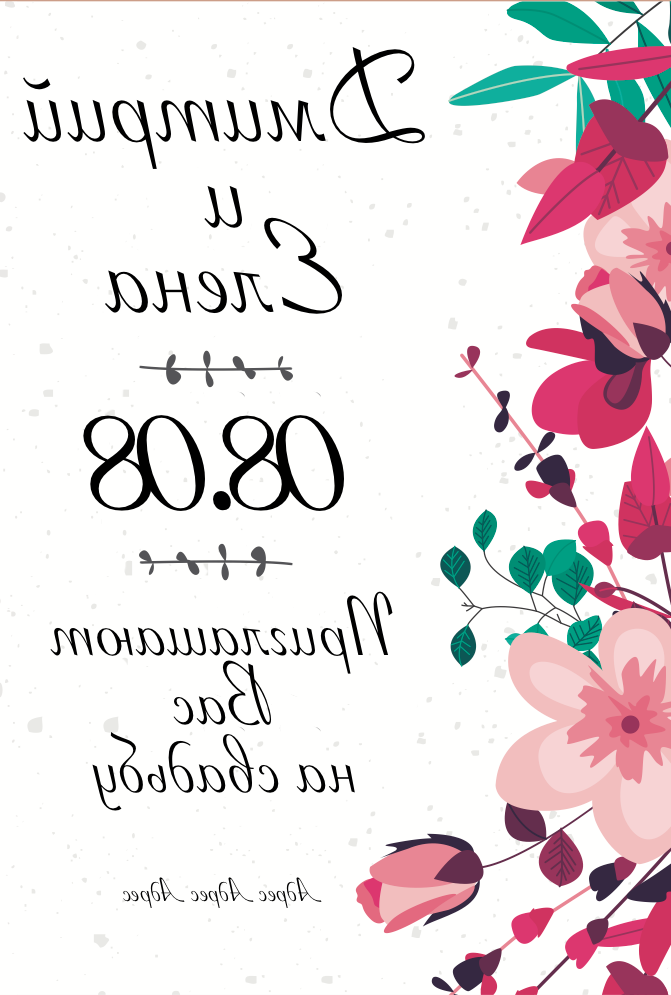 Дмитрий
и
Елена
08.08
Приглашают
Вас
на свадьбу
Адрес Адрес Адрес